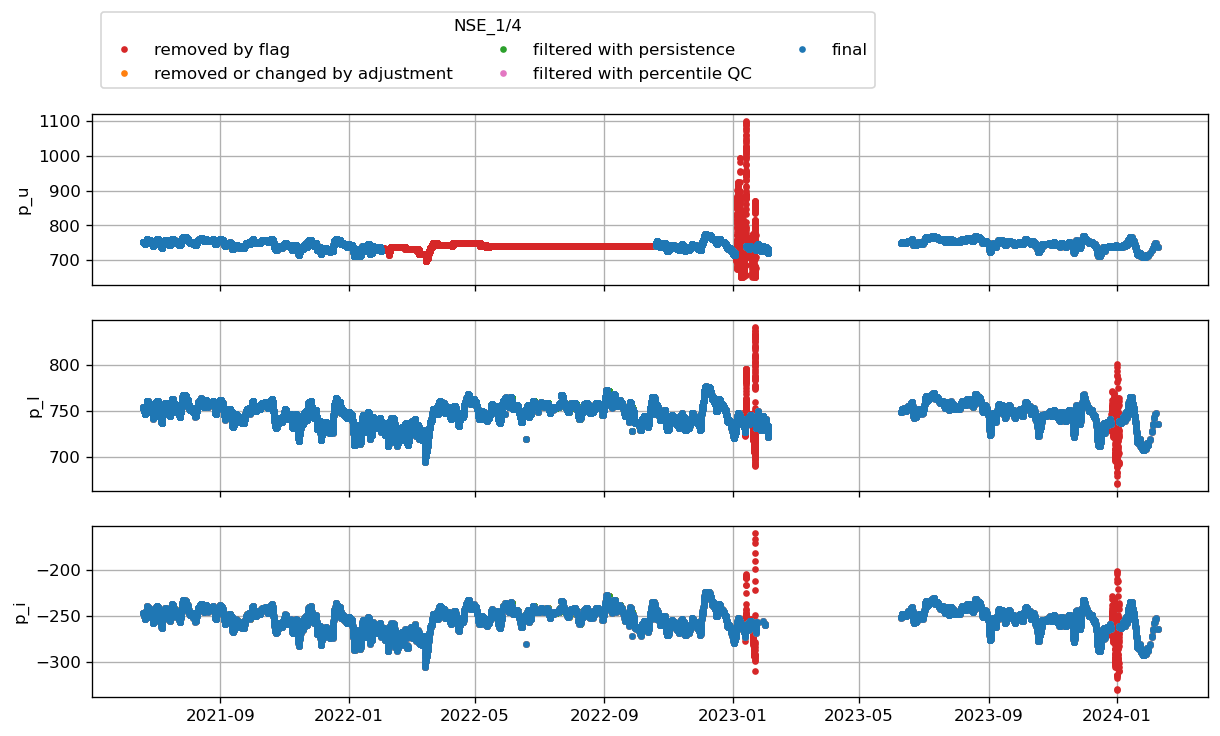 NSE_1/4
removed by flag
filtered with persistence
final
removed or changed by adjustment
filtered with percentile QC
1100
1000
900
800
700
p_u
800
750
700
p_l
−200
−250
−300
p_i
2021-09
2022-01
2022-05
2022-09
2023-01
2023-05
2023-09
2024-01